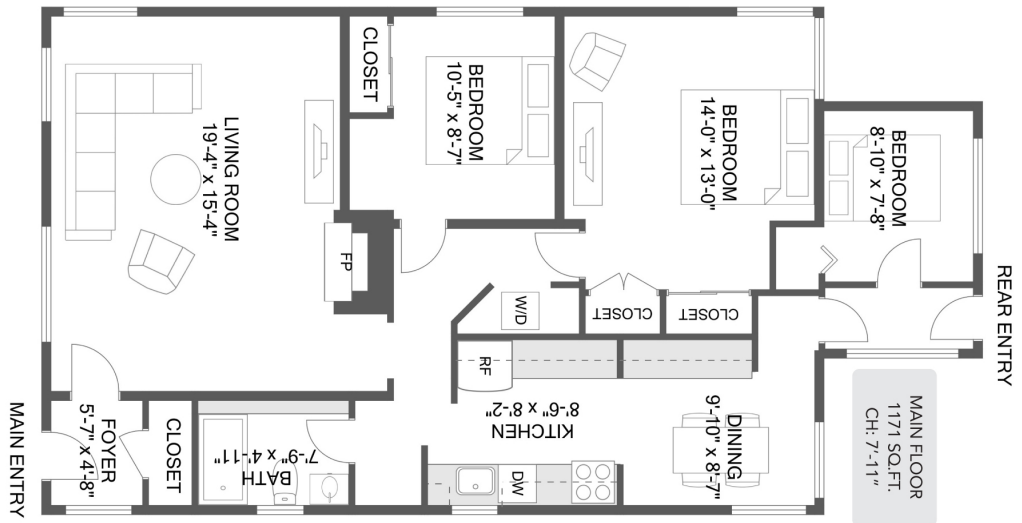 CLOSET
BEDROOM
10'-5" x 8'-7"
BEDROOM
14'-0" x 13'-0"
BEDROOM
8'-10" x 7'-8"
LIVING ROOM
19'-4" x 15'-4"
FP
W/D
CLOSET
CLOSET
REAR ENTRY
RF
KITCHEN
8'-6" x 8'-2"
DINING
9'-10" x 8'-7"
MAIN FLOOR
1171 SQ.FT.
CH: 7'-11"
MAIN ENTRY
FOYER
5'-7" x 4'-8"
CLOSET
BATH
7'-9" x 4'-11"
DW